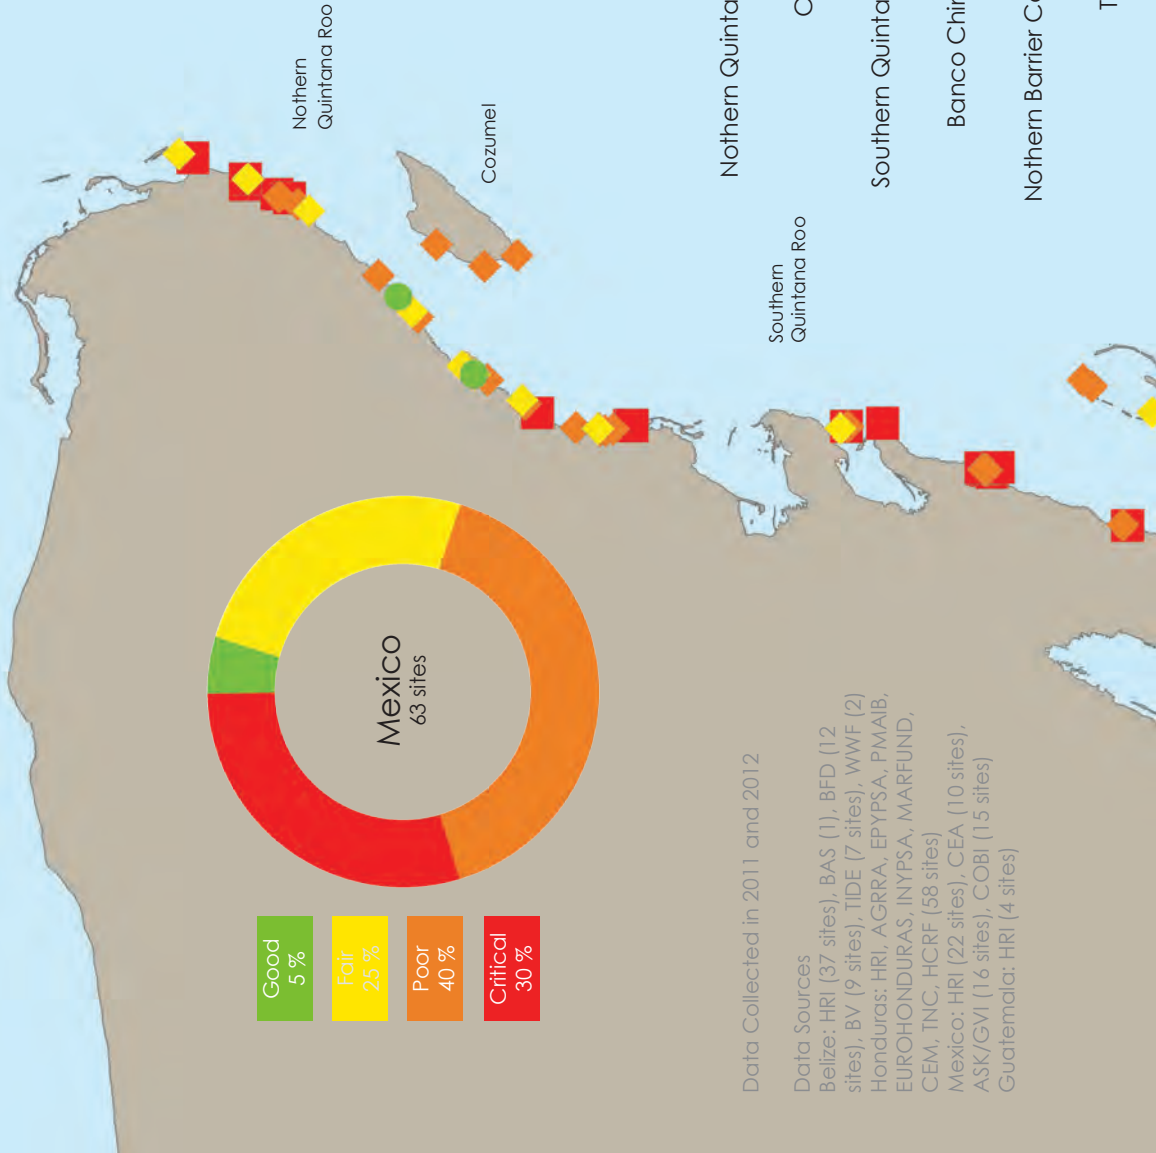 Nothern
Quintana Roo
Cozumel
Southern
Quintana Roo
Nothern Quinta
Southern Quinta
Banco Chin
Nothern Barrier Co
Mexico
63 sites
Good
5 %
Fair
25 %
Poor
40 %
Critical
30 %
Data Collected in 2011 and 2012
Data Sources
Belize: HRI (37 sites), BAS (1), BFD (12
sites), BV (9 sites), TIDE (7 sites), WWF (2)
Honduras: HRI, AGRRA, EPYPSA, PMAIB,
EUROHONDURAS, INYPSA, MARFUND,
CEM, TNC, HCRF (58 sites)
Mexico: HRI (22 sites), CEA (10 sites),
ASK/GVI (16 sites), COBI (15 sites)
Guatemala: HRI (4 sites)